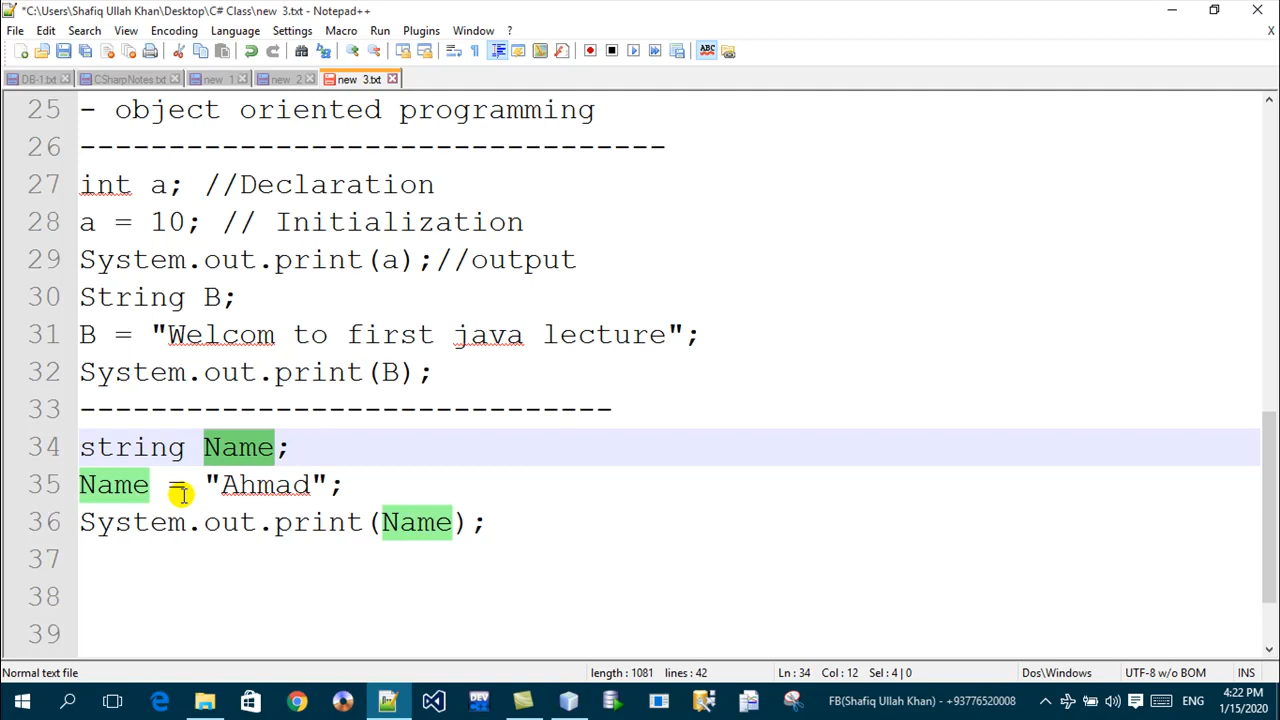 *C:\Users\Shafiq Ullah Khan\Desktop\C# Class\new 3.txt - Notepad++
File Edit Search View Encoding Language Settings Macro Run Plugins Window ? X
DB-1.txt CSharpNotes.txt new 1 new 2 new 3.txt
25 - object oriented programming
26 ---------------------------------
27 int a; //Declaration
28 a = 10; // Initialization
29 System.out.print(a);//output
30 String B;
31 B = "Welcom to first java lecture";
32 System.out.print(B);
33 ------------------------------
34 string Name;
35 Name = "Ahmad";
36 System.out.print(Name);
37
38
39
Normal text file length : 1081 lines : 42 Ln : 34 Col : 12 Sel : 4 | 0 Dos\Windows UTF-8 w/o BOM INS
FB(Shafiq Ullah Khan) - +93776520008 ENG 4:22 PM
1/15/2020